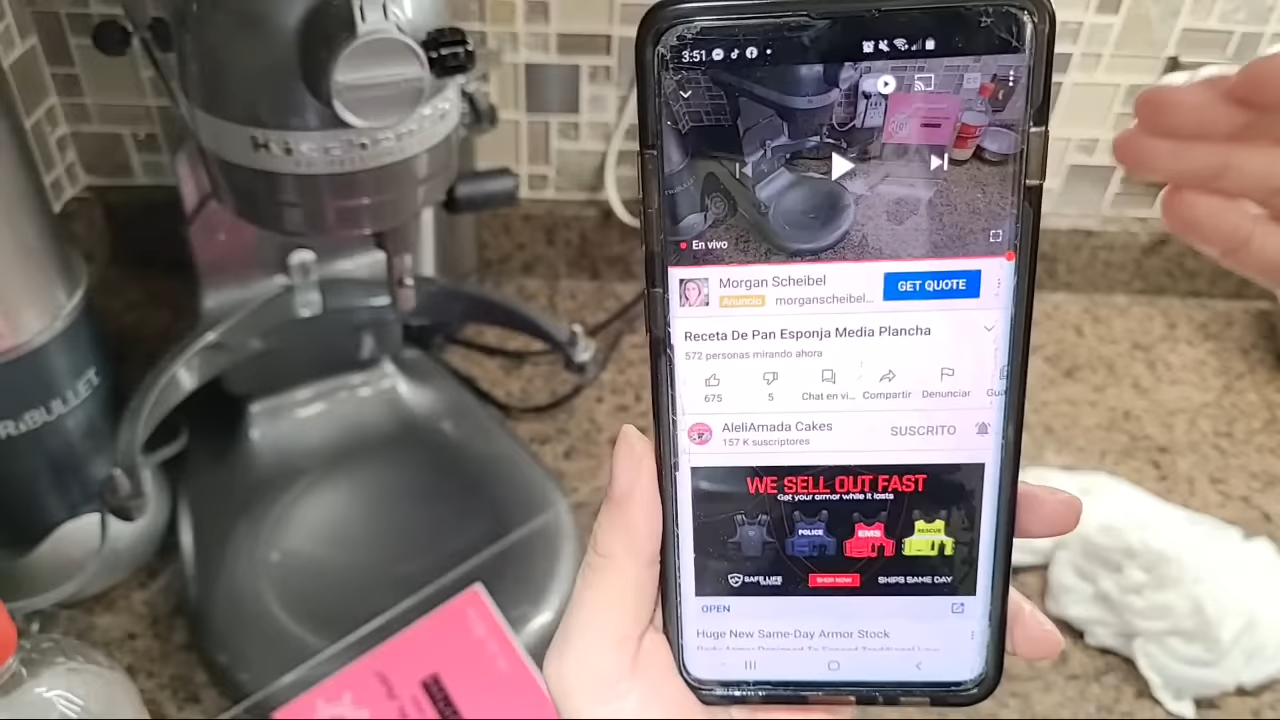 KitchenAid
RxBULLET
3:51
En vivo
Morgan Scheibel
Anuncio morganscheibel...
GET QUOTE
Receta De Pan Esponja Media Plancha
572 personas mirando ahora
675
5
Chat en vi...
Compartir
Denunciar
Gua
AleliAmada Cakes
157 K suscriptores
SUSCRITO
WE SELL OUT FAST
Get your armor while it lasts
POLICE
EMS
RESCUE
SAFE LIFE
SHOP NOW
SHIPS SAME DAY
OPEN
Huge New Same-Day Armor Stock